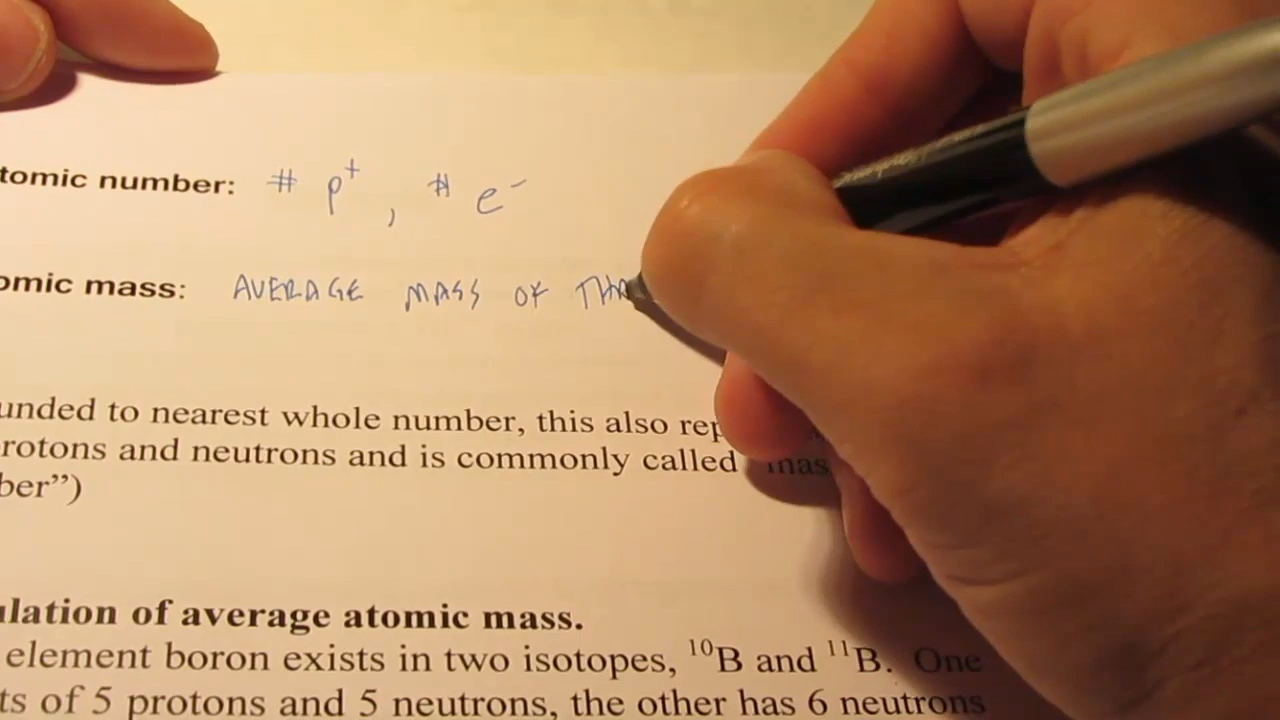 tomic number: # p⁺, # e⁻
omic mass: AVERAGE MASS OF
unded to nearest whole number, this also rep
rotons and neutrons and is commonly called "mas
ber”)
ulation of average atomic mass.
element boron exists in two isotopes, ¹⁰B and ¹¹B. One
ts of 5 protons and 5 neutrons, the other has 6 neutrons